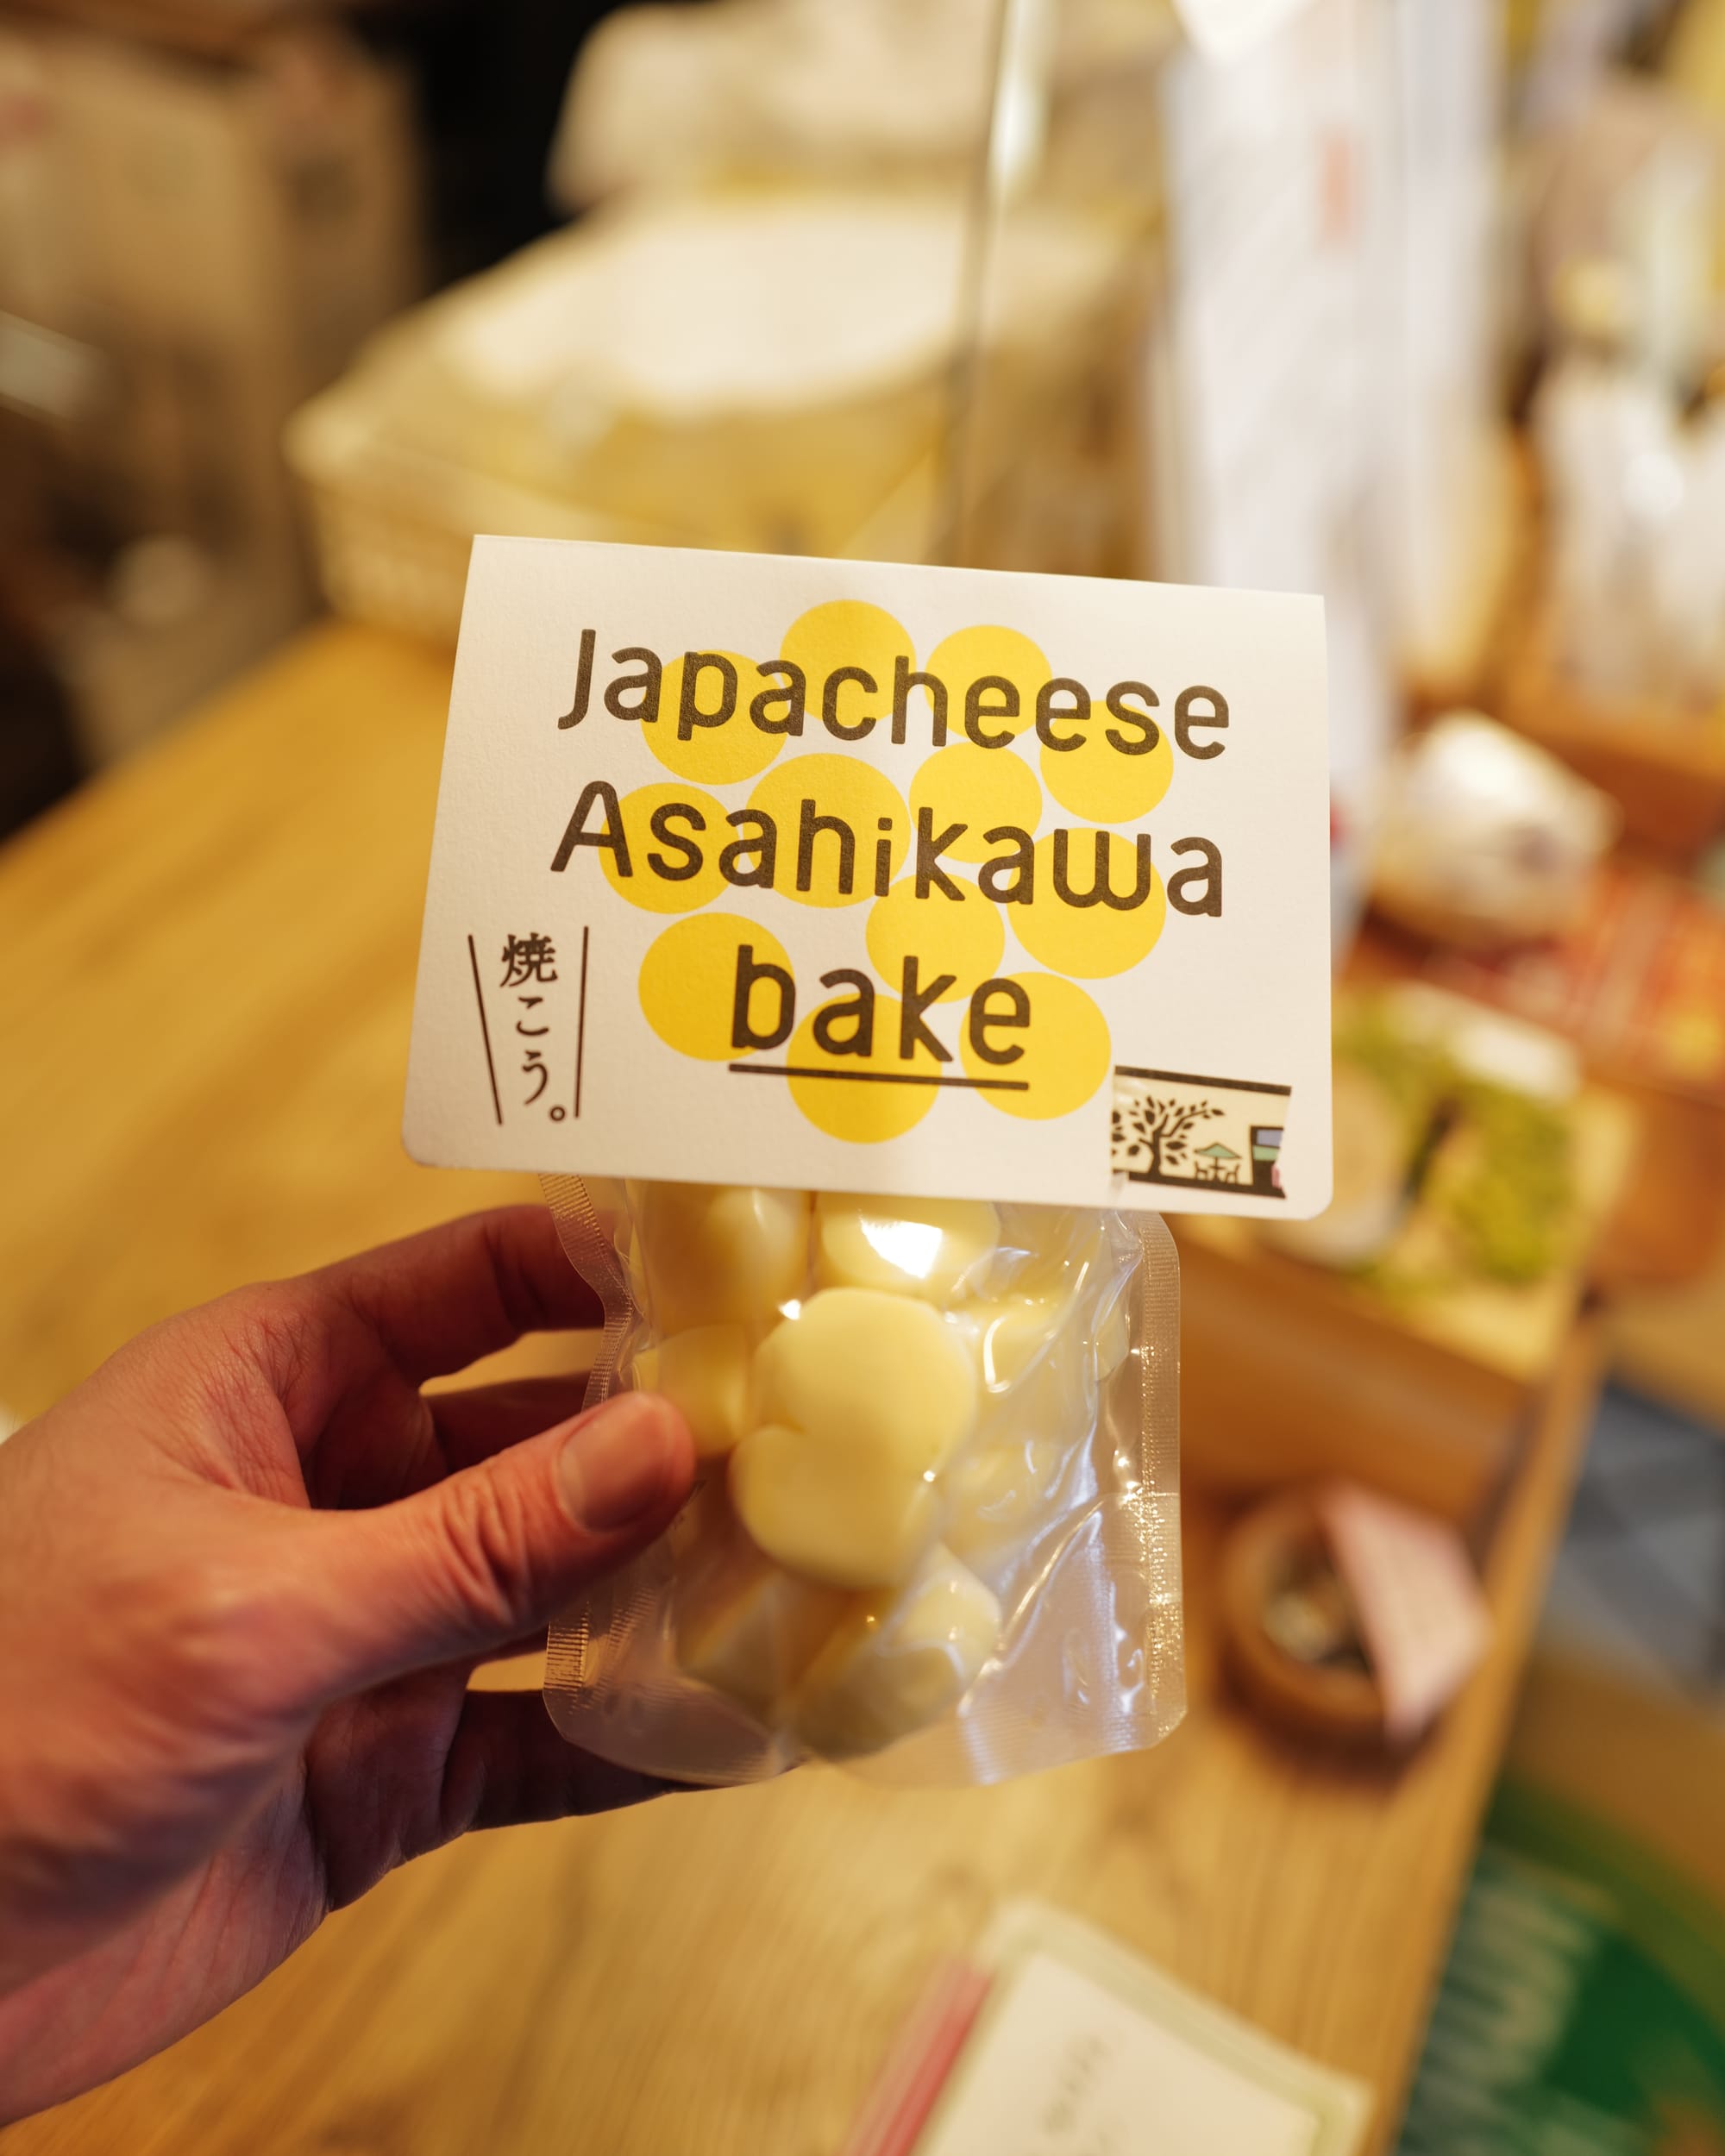 Japacheese
Asahikawa
bake
焼こう。